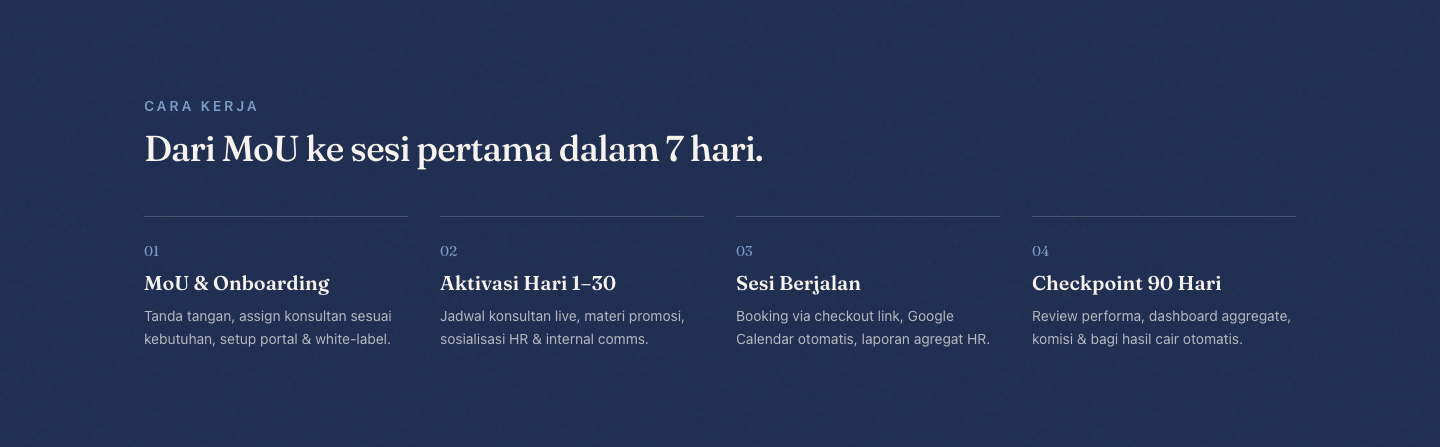 CARA KERJA
Dari MoU ke sesi pertama dalam 7 hari.
01
MoU & Onboarding
Tanda tangan, assign konsultan sesuai
kebutuhan, setup portal & white-label.
02
Aktivasi Hari 1–30
Jadwal konsultan live, materi promosi,
sosialisasi HR & internal comms.
03
Sesi Berjalan
Booking via checkout link, Google
Calendar otomatis, laporan agregat HR.
04
Checkpoint 90 Hari
Review performa, dashboard aggregate,
komisi & bagi hasil cair otomatis.